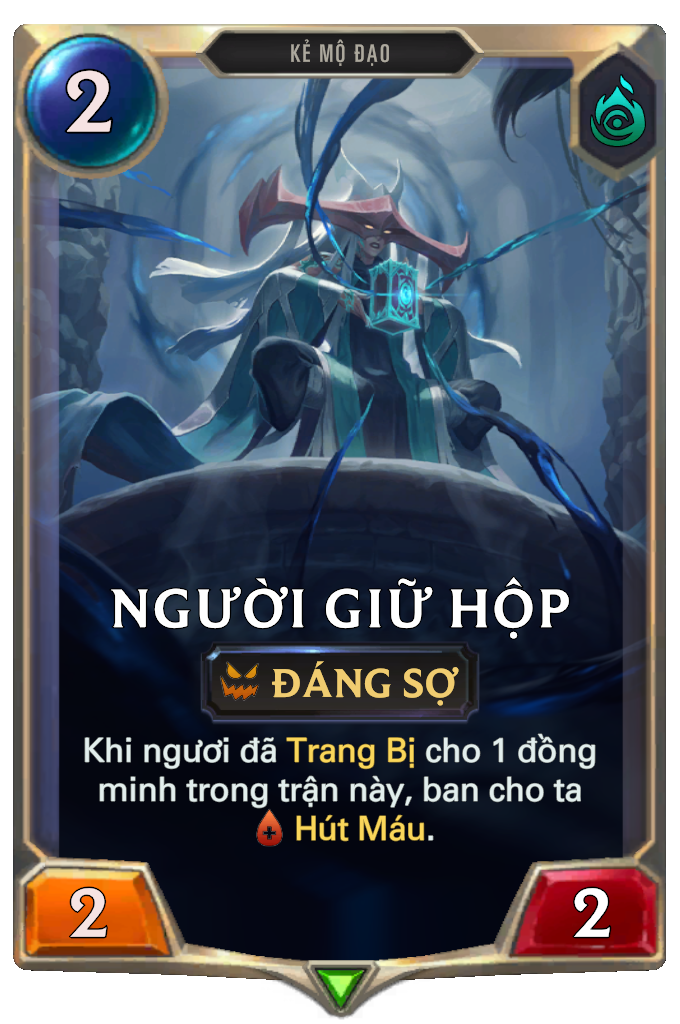 KẺ MỘ ĐẠO
2
NGƯỜI GIỮ HỘP
ĐÁNG SỢ
Khi ngươi đã Trang Bị cho 1 đồng
minh trong trận này, ban cho ta
Hút Máu.
2
2